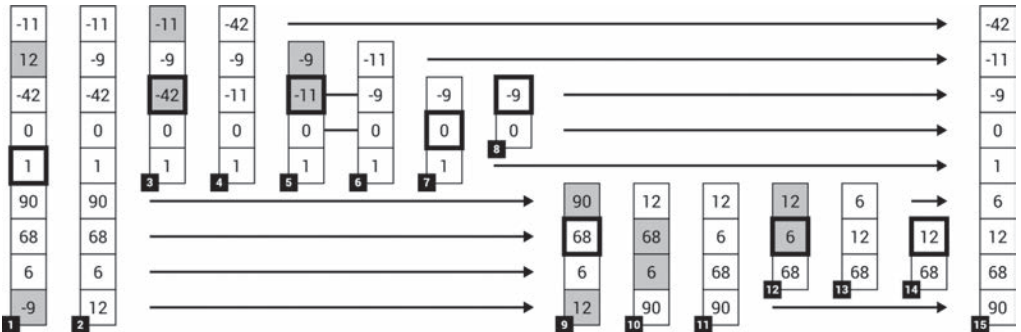 -11 -11 -11 -42 -42
12 -9 -9 -9 -9 -11 -11
-42 -42 -42 -11 -11 -9 -9 -9 -9
0 0 0 0 0 0 0 0 0
8
1 1 1 1 1 1 1 1
3 4 5 6 7
90 90 90 12 12 12 6 6
68 68 68 68 6 6 12 12 12
6 6 6 6 68 68 68 68 68
12 13 14
-9 12 12 90 90 90
1 2 9 10 11 15